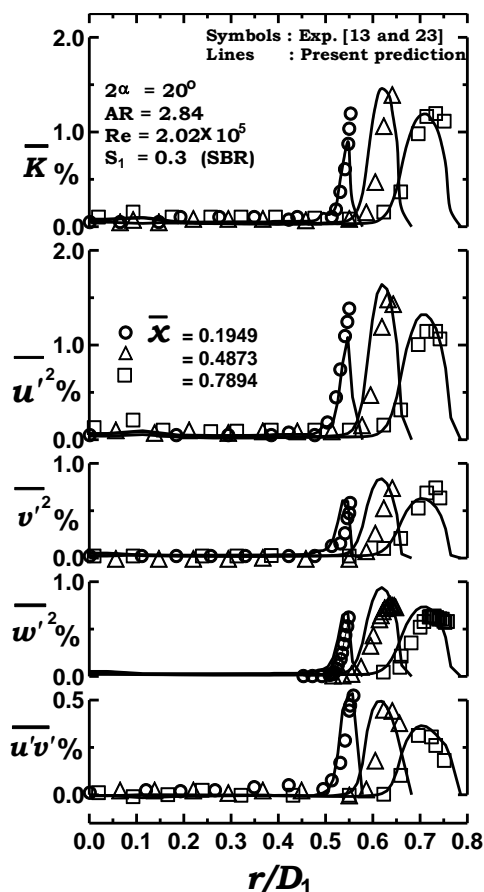 Symbols : Exp. [13 and 23]
Lines : Present prediction
2α = 20°
AR = 2.84
Re = 2.02X10⁵
S₁ = 0.3 (SBR)
2.0
1.0
0.0
K̅ %
2.0
1.0
0.0
u'² %
x̅ = 0.1949
= 0.4873
= 0.7894
1.0
0.0
v'² %
1.0
0.0
w'² %
0.5
0.0
u'v' %
0.0 0.1 0.2 0.3 0.4 0.5 0.6 0.7 0.8
r/D₁